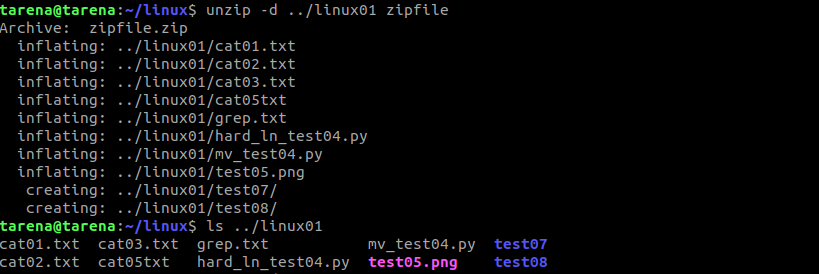 tarena@tarena:~/linux$ unzip -d ../linux01 zipfile
Archive:  zipfile.zip
  inflating: ../linux01/cat01.txt
  inflating: ../linux01/cat02.txt
  inflating: ../linux01/cat03.txt
  inflating: ../linux01/cat05txt
  inflating: ../linux01/grep.txt
  inflating: ../linux01/hard_ln_test04.py
  inflating: ../linux01/mv_test04.py
  inflating: ../linux01/test05.png
   creating: ../linux01/test07/
   creating: ../linux01/test08/
tarena@tarena:~/linux$ ls ../linux01
cat01.txt  cat03.txt  grep.txt           mv_test04.py  test07
cat02.txt  cat05txt   hard_ln_test04.py  test05.png    test08